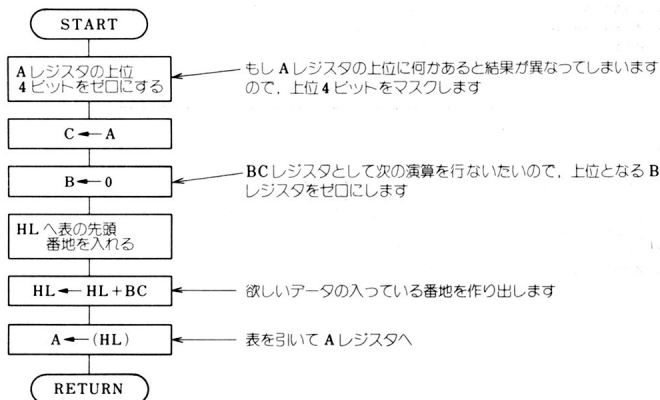 START
Aレジスタの上位
4ビットをゼロにする
もしAレジスタの上位に何かあると結果が異なってしまいます
ので，上位4ビットをマスクします
C←A
B←0
BCレジスタとして次の演算を行ないたいので，上位となるB
レジスタをゼロにします
HLへ表の先頭
番地を入れる
HL←HL+BC
欲しいデータの入っている番地を作り出します
A←(HL)
表を引いてAレジスタへ
RETURN